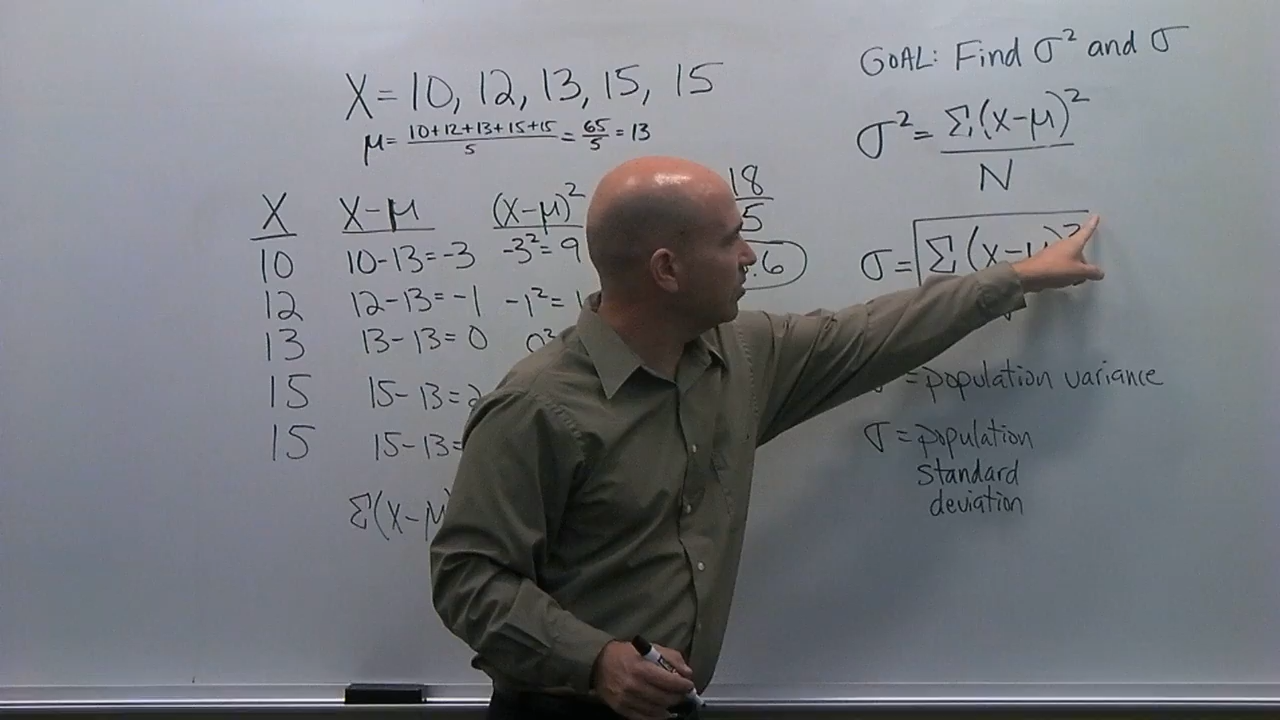 X = 10, 12, 13, 15, 15
μ = 10+12+13+15+15/5 = 65/5 = 13
X
X-μ
(X-μ)²
10
10-13=-3
-3²=9
12
12-13=-1
-1²=
13
13-13=0
0²
15
15-13=2
15
15-13=
Σ(X-μ
18/5
.6
GOAL: Find σ² and σ
σ² = Σ(X-μ)²/N
σ = √Σ(X-μ)²
= population variance
σ = population
standard
deviation